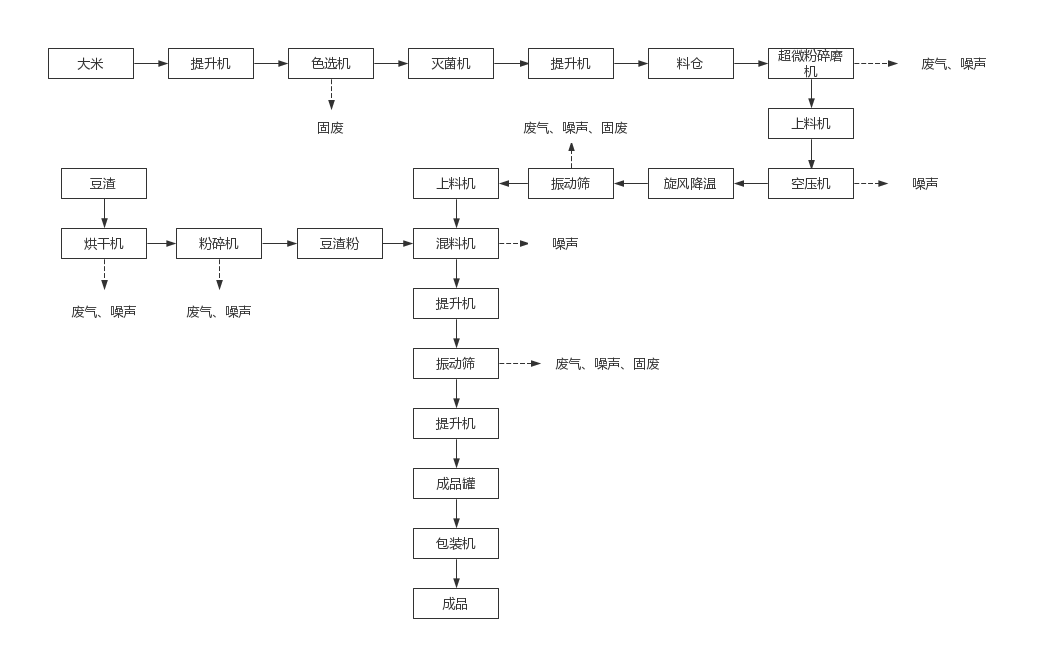 大米
提升机
色选机
灭菌机
提升机
料仓
超微粉碎磨
机
废气、噪声
固废
废气、噪声、固废
上料机
豆渣
上料机
振动筛
旋风降温
空压机
噪声
烘干机
粉碎机
豆渣粉
混料机
噪声
废气、噪声
废气、噪声
提升机
振动筛
废气、噪声、固废
提升机
成品罐
包装机
成品